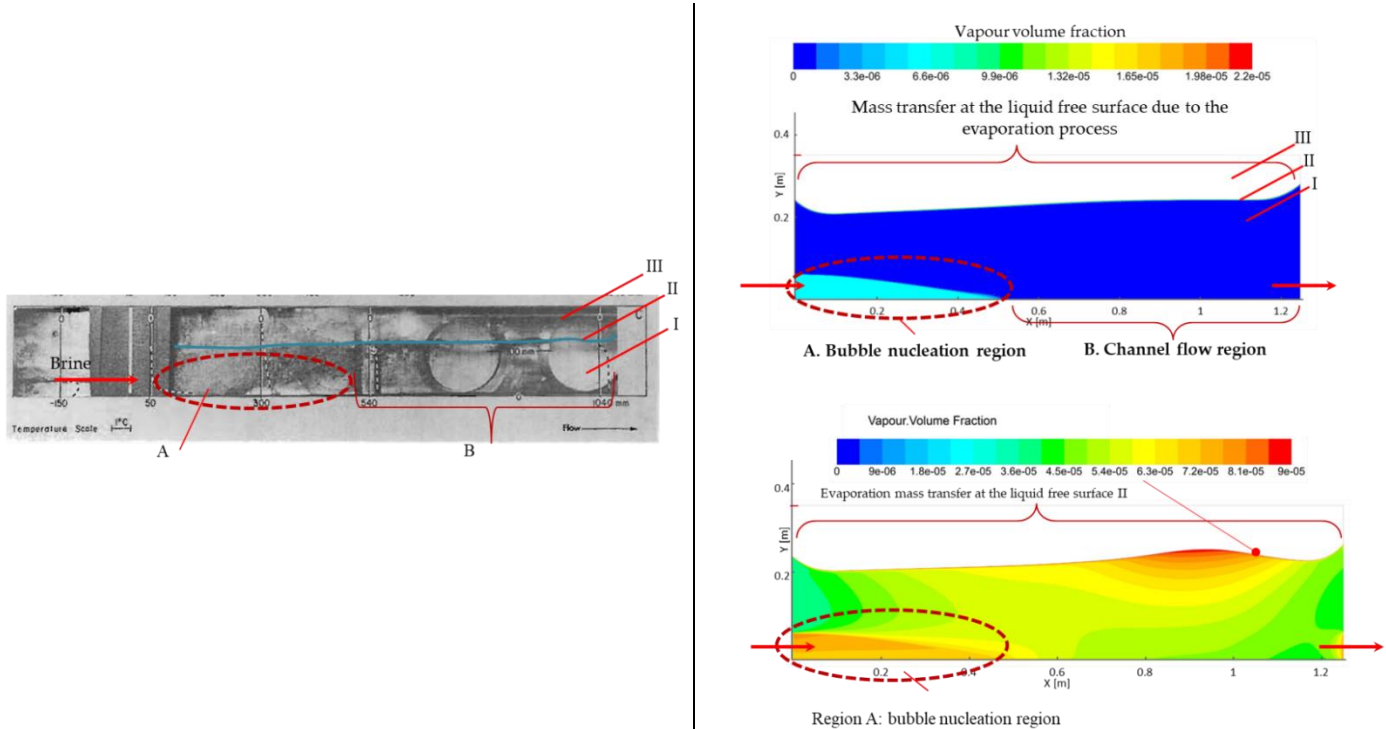 III
II
I
Brine
C
-150
50
300
540
1040 mm
Temperature Scale
1°C
Flow
A
B
Vapour volume fraction
0 3.3e-06 6.6e-06 9.9e-06 1.32e-05 1.65e-05 1.98e-05 2.2e-05
Mass transfer at the liquid free surface due to the
evaporation process
III
II
I
0.4
Y [m]
0.2
0.2 0.4 0.6 0.8 1 1.2
X [m]
A. Bubble nucleation region
B. Channel flow region
Vapour.Volume Fraction
0 9e-06 1.8e-05 2.7e-05 3.6e-05 4.5e-05 5.4e-05 6.3e-05 7.2e-05 8.1e-05 9e-05
Evaporation mass transfer at the liquid free surface II
0.4
Y [m]
0.2
0.2 0.4 0.6 0.8 1 1.2
X [m]
Region A: bubble nucleation region